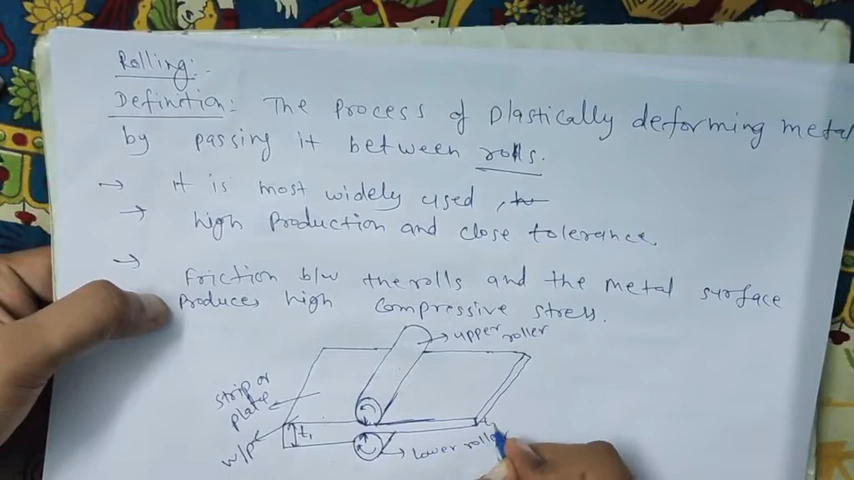 Rolling:
Definition: The Process of Plastically deforming metal
by passing it between rolls.
→ it is most widely used,
→ high Production and close tolerance.
→ Friction b/w the rolls and the metal surface
Produces high compressive stress.
upper roller
strip or
plate
t1
w/p
lower roller